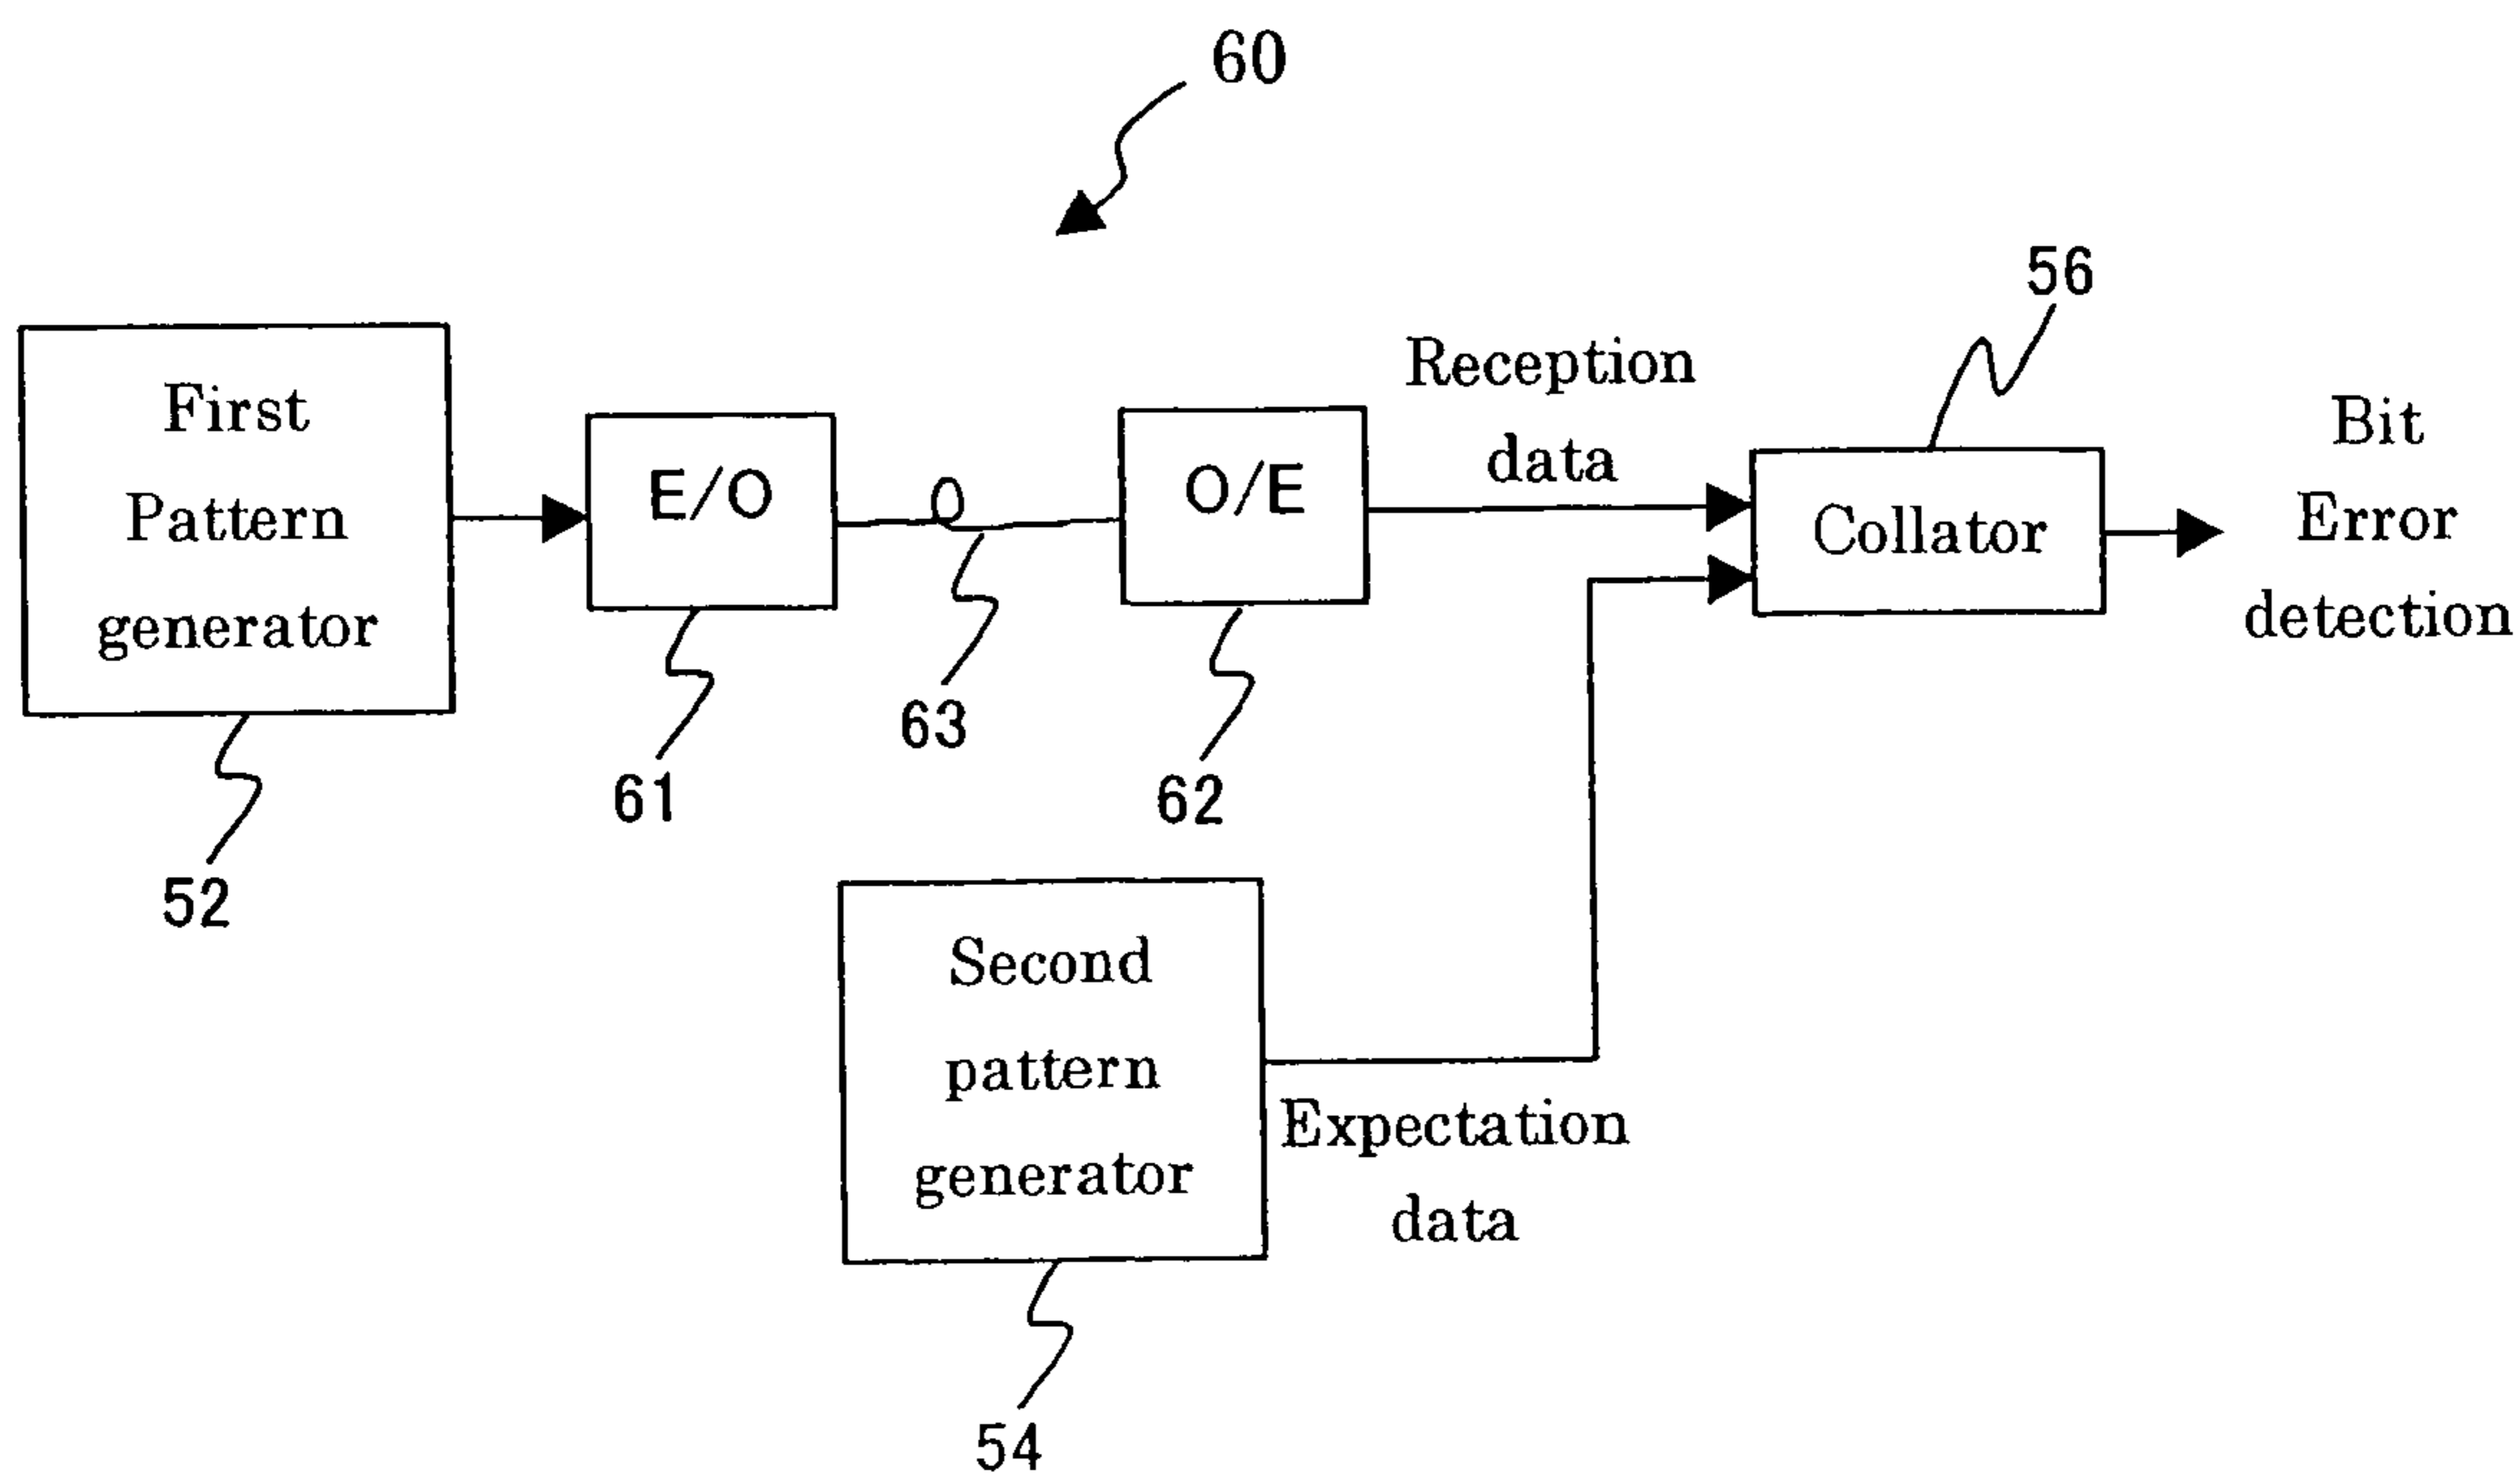 60
56
First
Pattern
generator
E/O
O/E
Reception
data
Collator
Bit
Error
detection
63
61
62
52
Second
pattern
generator
Expectation
data
54